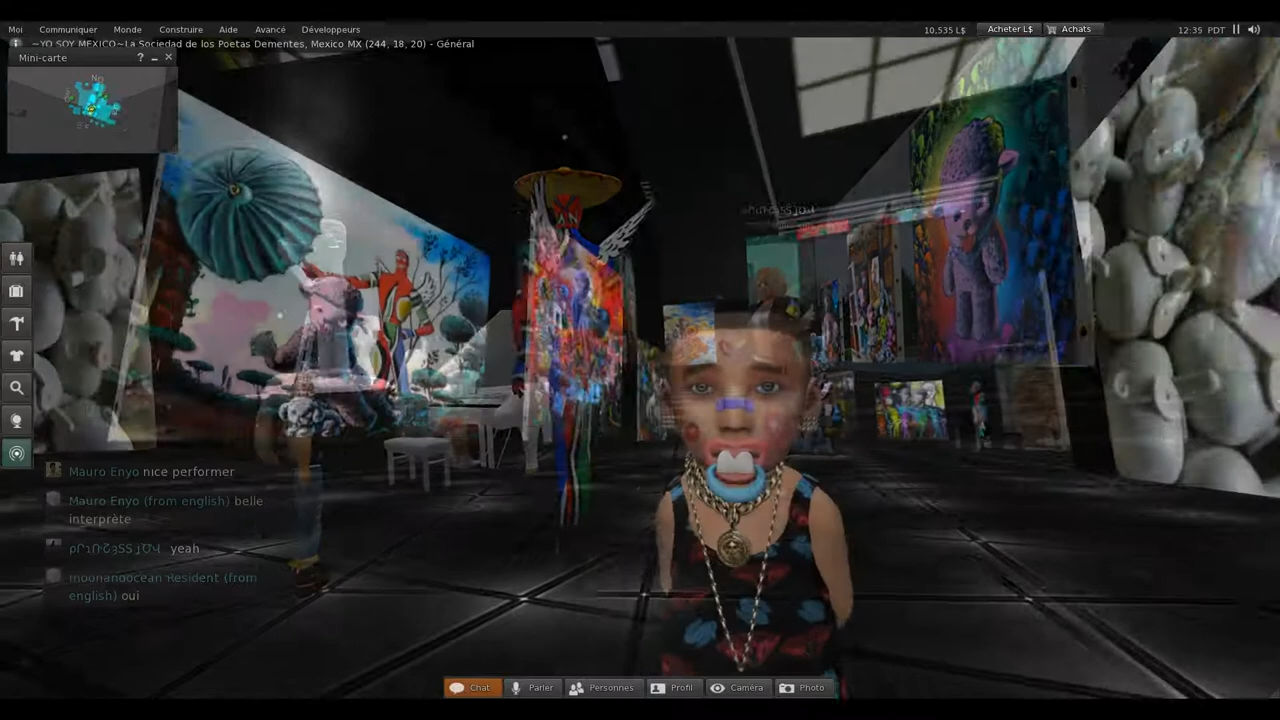 Moi Communiquer Monde Construire Aide Avancé Développeurs
10,535 L$ Acheter L$ Achats 12:35 PDT
~YO SOY MEXICO~La Sociedad de los Poetas Dementes, Mexico MX (244, 18, 20) - Général
Mini-carte ?
Mauro Enyo nıce performer
Mauro Enyo (from english) belle
interprète
yeah
moonandocean Resident (from
english) oui
Chat Parler Personnes Profil Caméra Photo